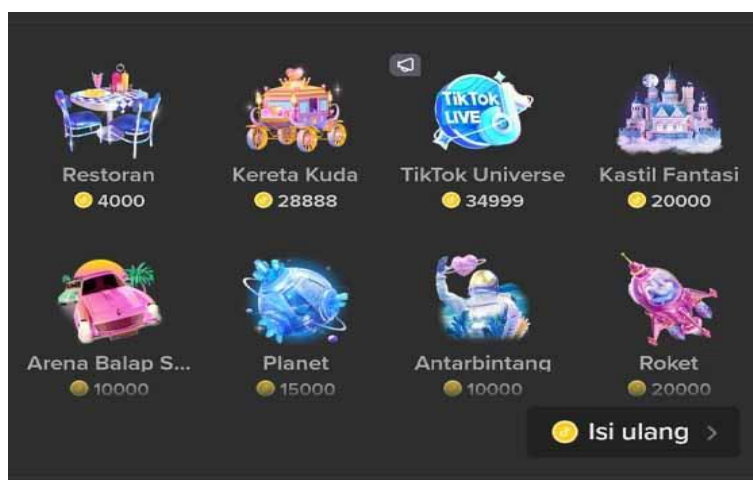 TikTok
LIVE
Restoran
Kereta Kuda
TikTok Universe
Kastil Fantasi
4000
28888
34999
20000
Arena Balap S...
Planet
Antarbintang
Roket
10000
15000
10000
20000
Isi ulang >